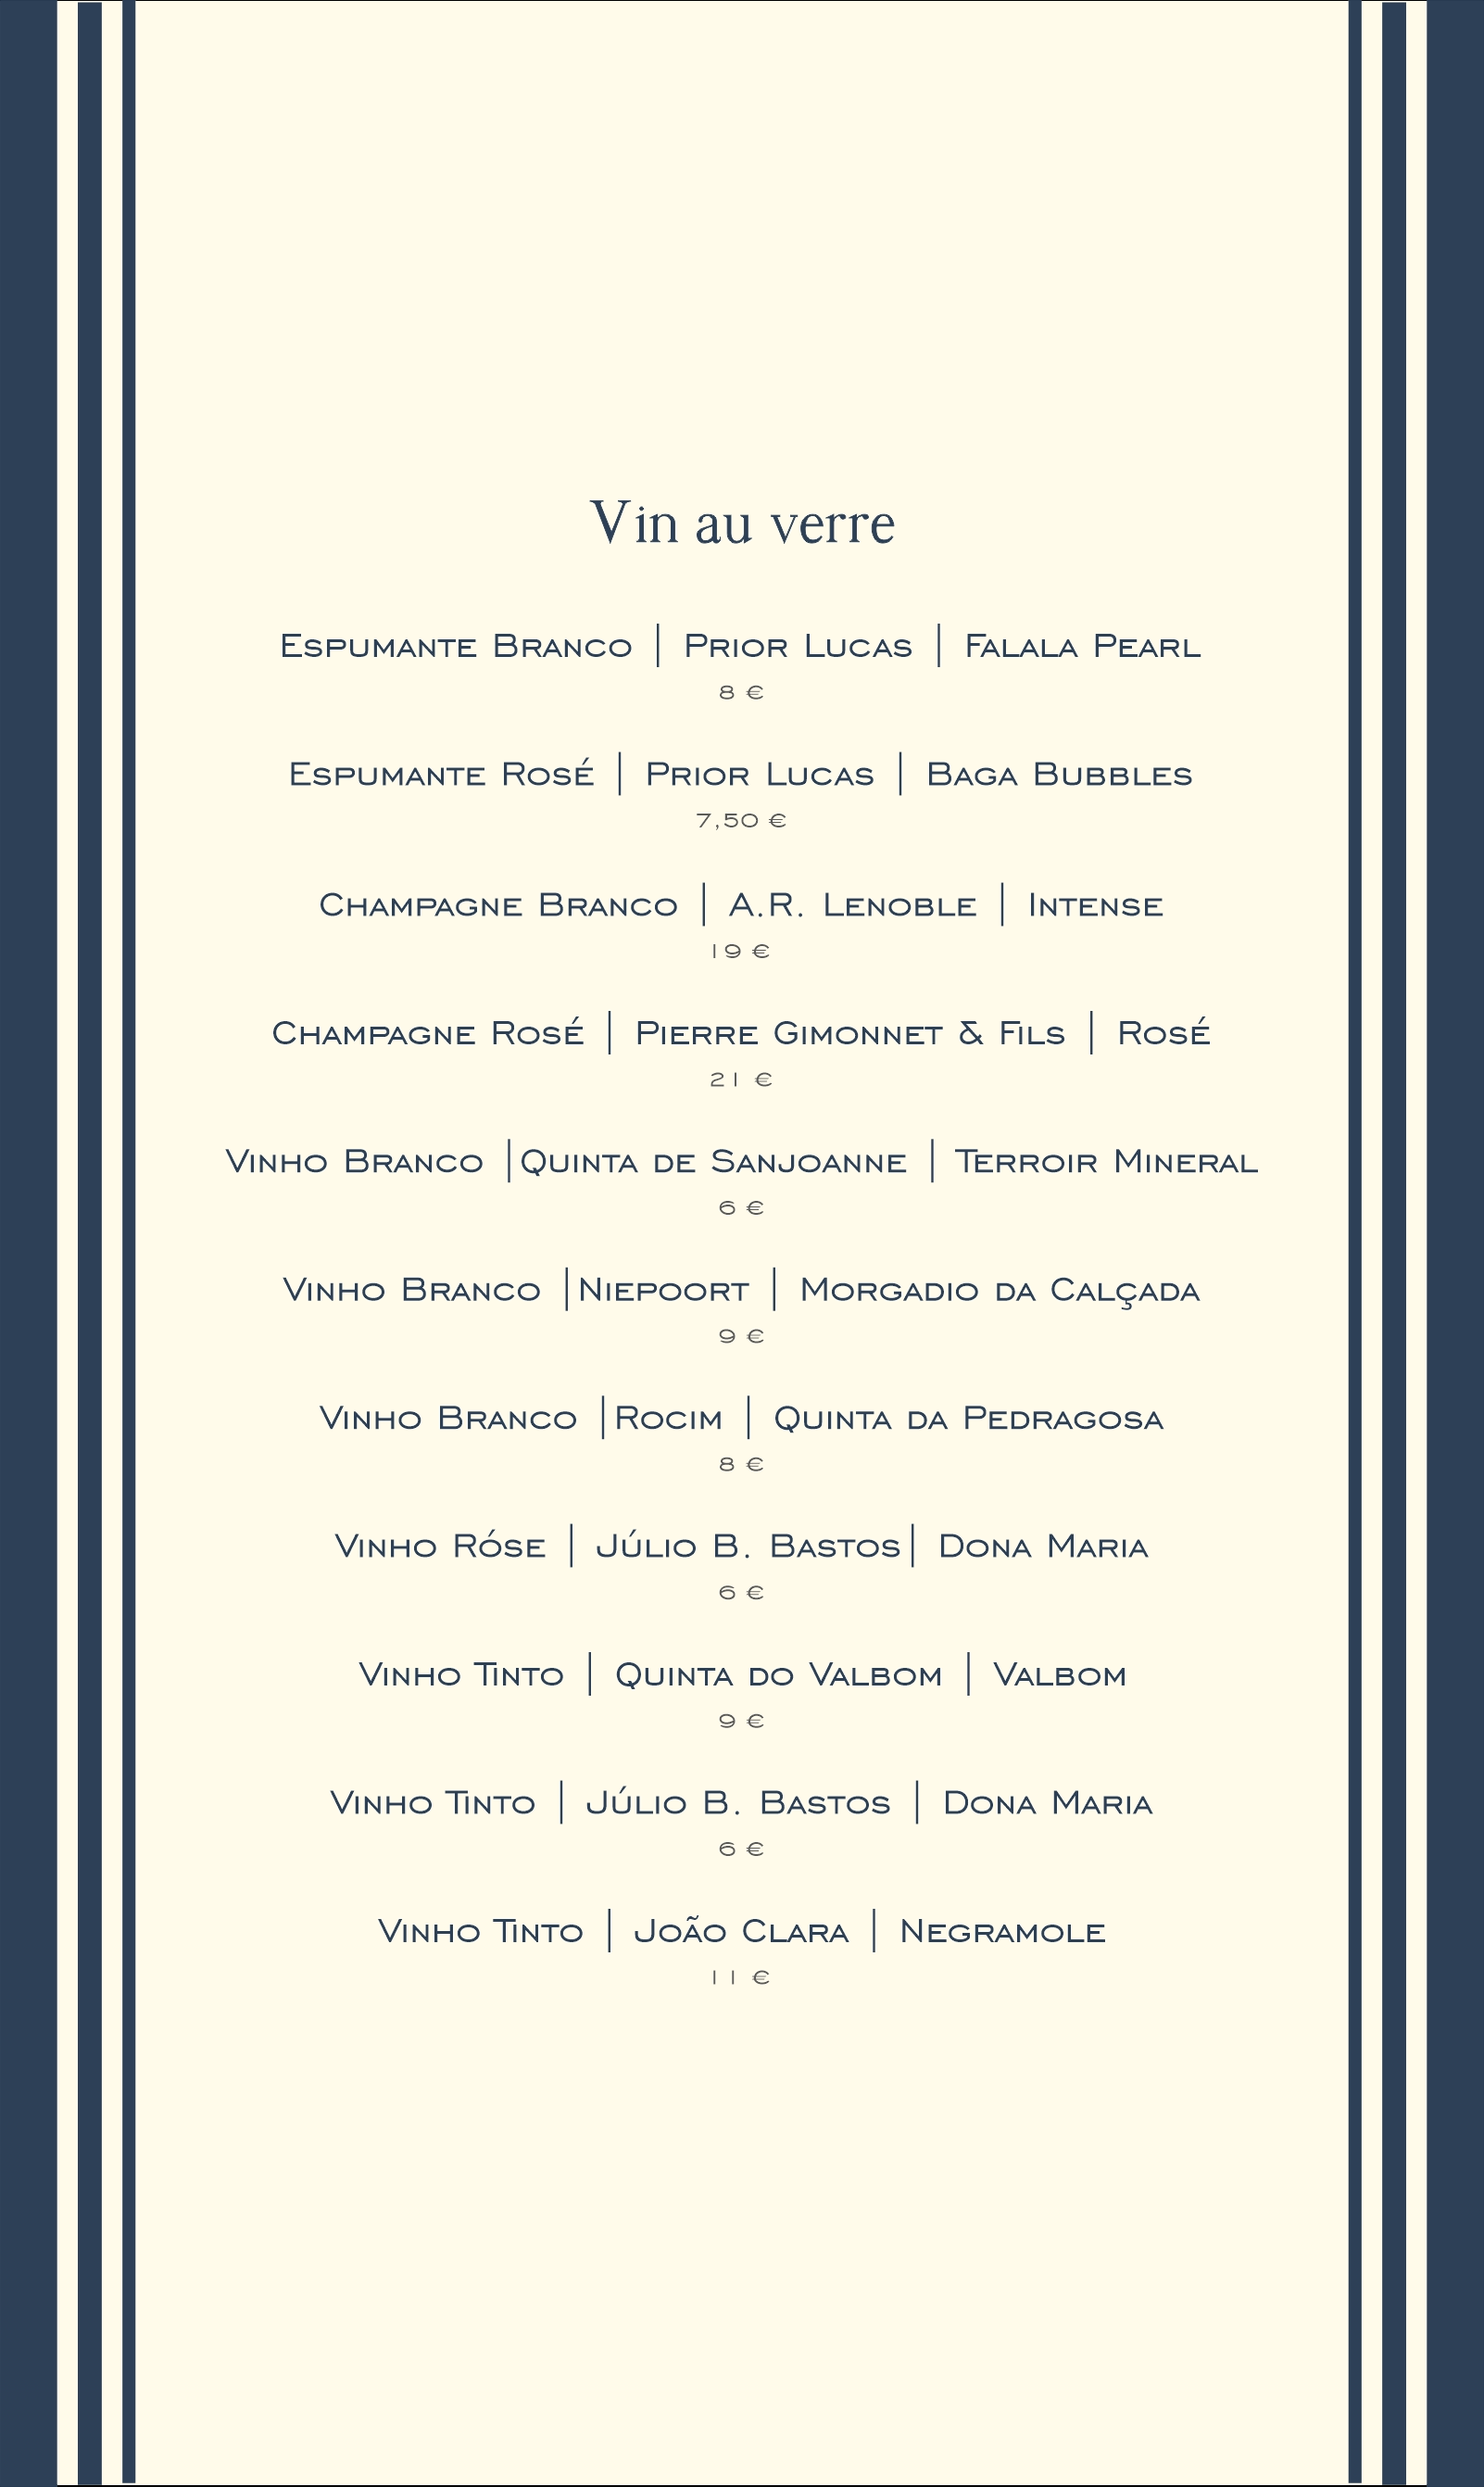 Vin au verre
Espumante Branco | Prior Lucas | Falala Pearl
8 €
Espumante Rosé | Prior Lucas | Baga Bubbles
7,50 €
Champagne Branco | A.R. Lenoble | Intense
19 €
Champagne Rosé | Pierre Gimonnet & Fils | Rosé
21 €
Vinho Branco |Quinta de Sanjoanne | Terroir Mineral
6 €
Vinho Branco |Niepoort | Morgadio da Calçada
9 €
Vinho Branco |Rocim | Quinta da Pedragosa
8 €
Vinho Róse | Júlio B. Bastos| Dona Maria
6 €
Vinho Tinto | Quinta do Valbom | Valbom
9 €
Vinho Tinto | Júlio B. Bastos | Dona Maria
6 €
Vinho Tinto | João Clara | Negramole
11 €